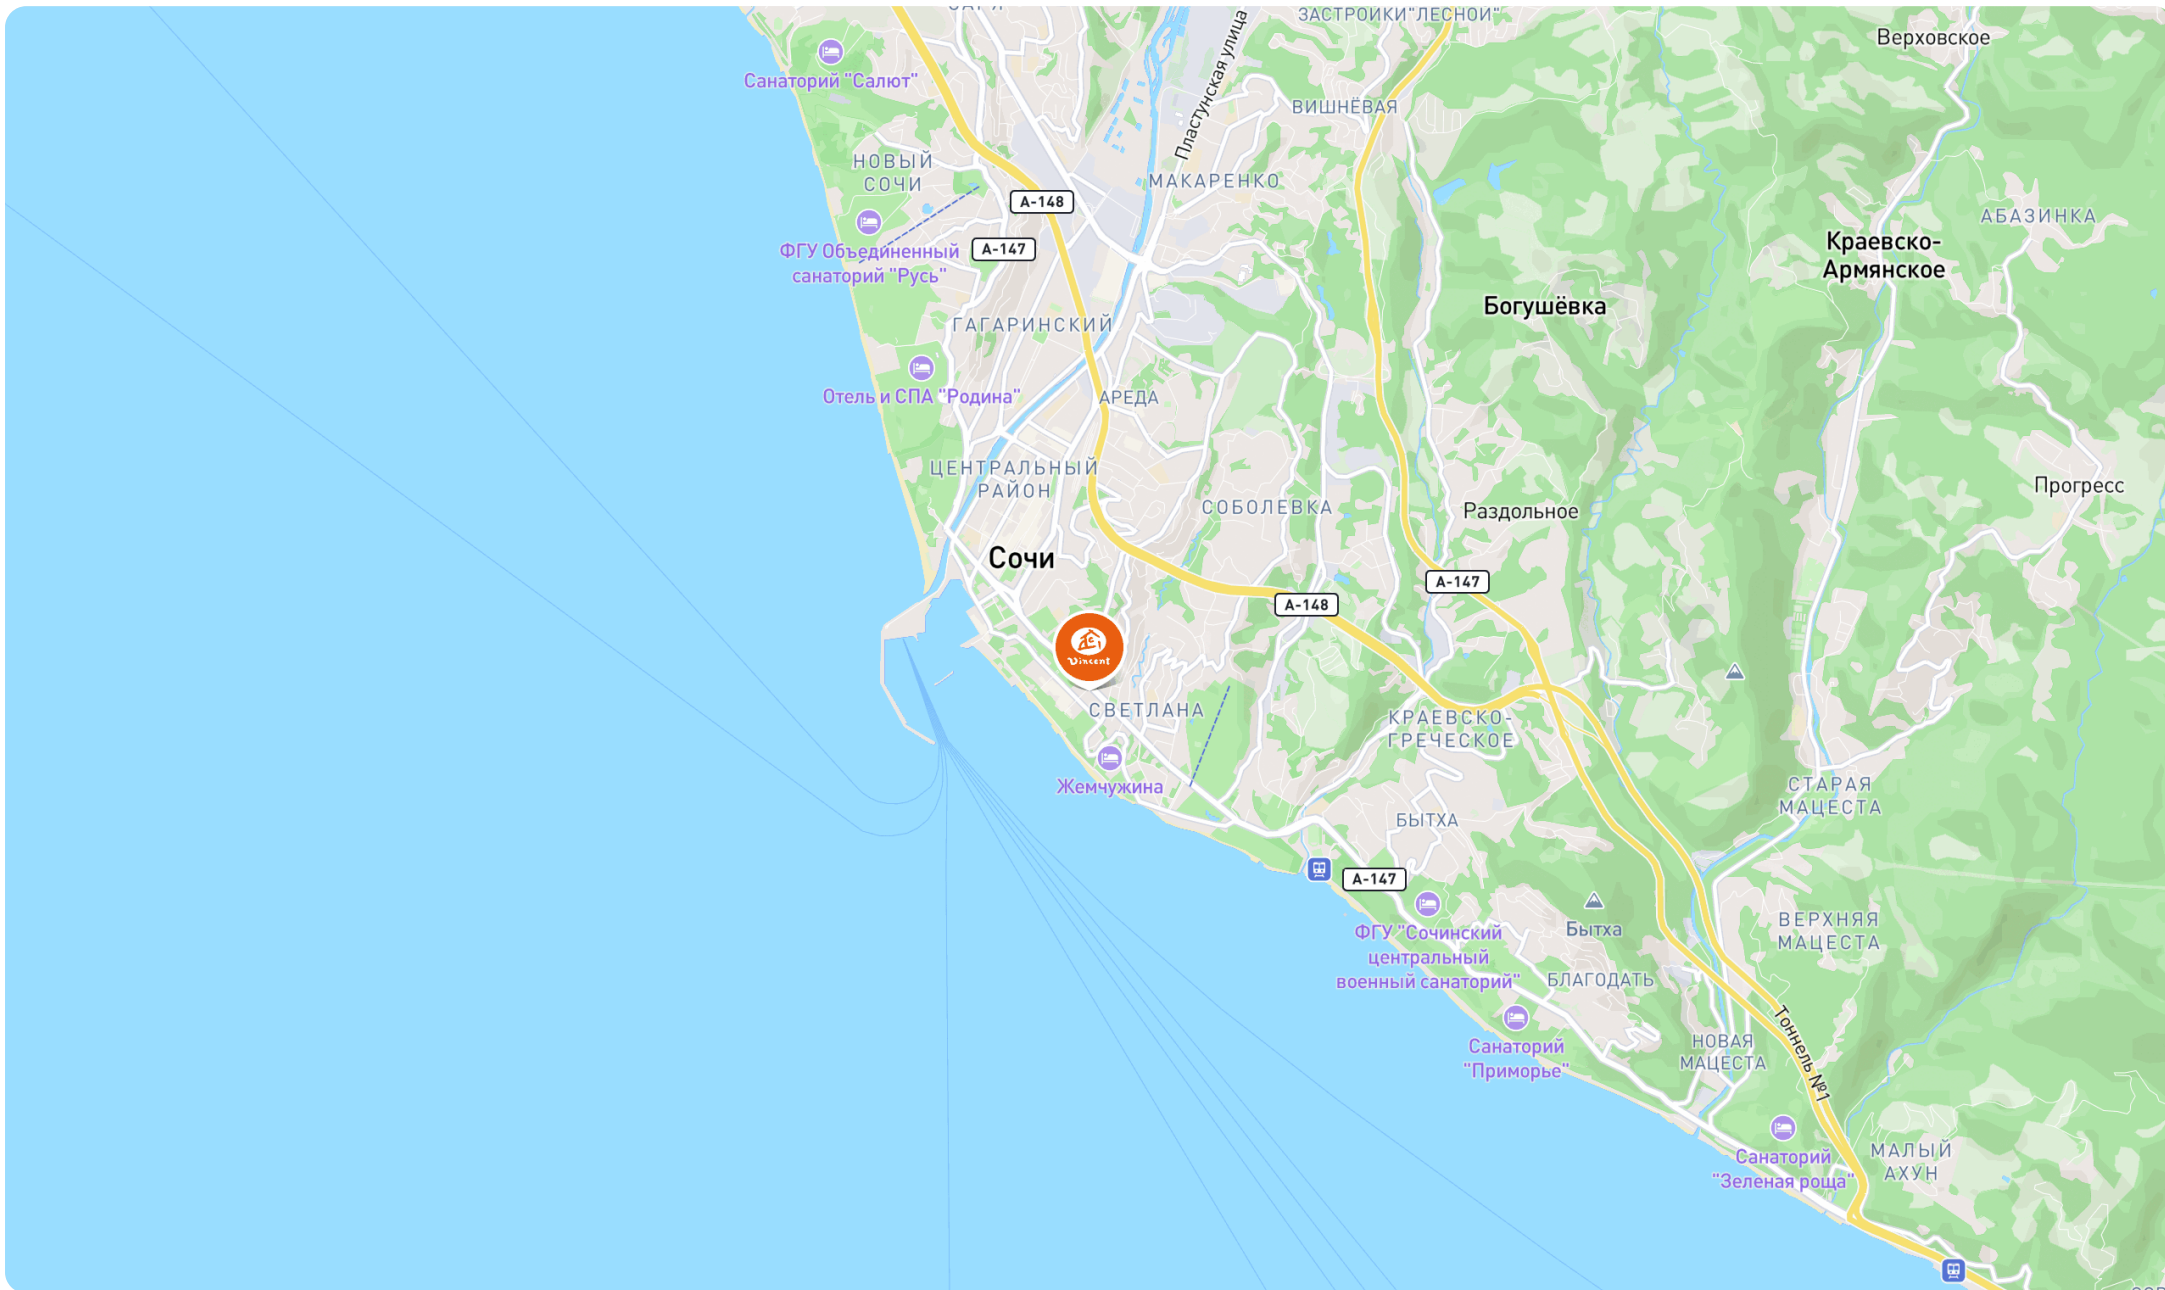 ЗАСТРОЙКИ"ЛЕСНОЙ"
Верховское
Санаторий "Салют"
Пластунская улица
ВИШНЁВАЯ
НОВЫЙ
СОЧИ
МАКАРЕНКО
А-148
АБАЗИНКА
ФГУ Объединенный
санаторий "Русь"
А-147
Краевско-
Армянское
Богушёвка
ГАГАРИНСКИЙ
Отель и СПА "Родина"
АРЕДА
ЦЕНТРАЛЬНЫЙ
РАЙОН
Прогресс
СОБОЛЕВКА
Раздольное
Сочи
А-147
А-148
Vincent
СВЕТЛАНА
КРАЕВСКО-
ГРЕЧЕСКОЕ
Жемчужина
СТАРАЯ
МАЦЕСТА
БЫТХА
А-147
ФГУ "Сочинский
центральный
военный санаторий"
Бытха
ВЕРХНЯЯ
МАЦЕСТА
БЛАГОДАТЬ
Санаторий
"Приморье"
НОВАЯ
МАЦЕСТА
Тоннель №1
Санаторий
"Зеленая роща"
МАЛЫЙ
АХУН